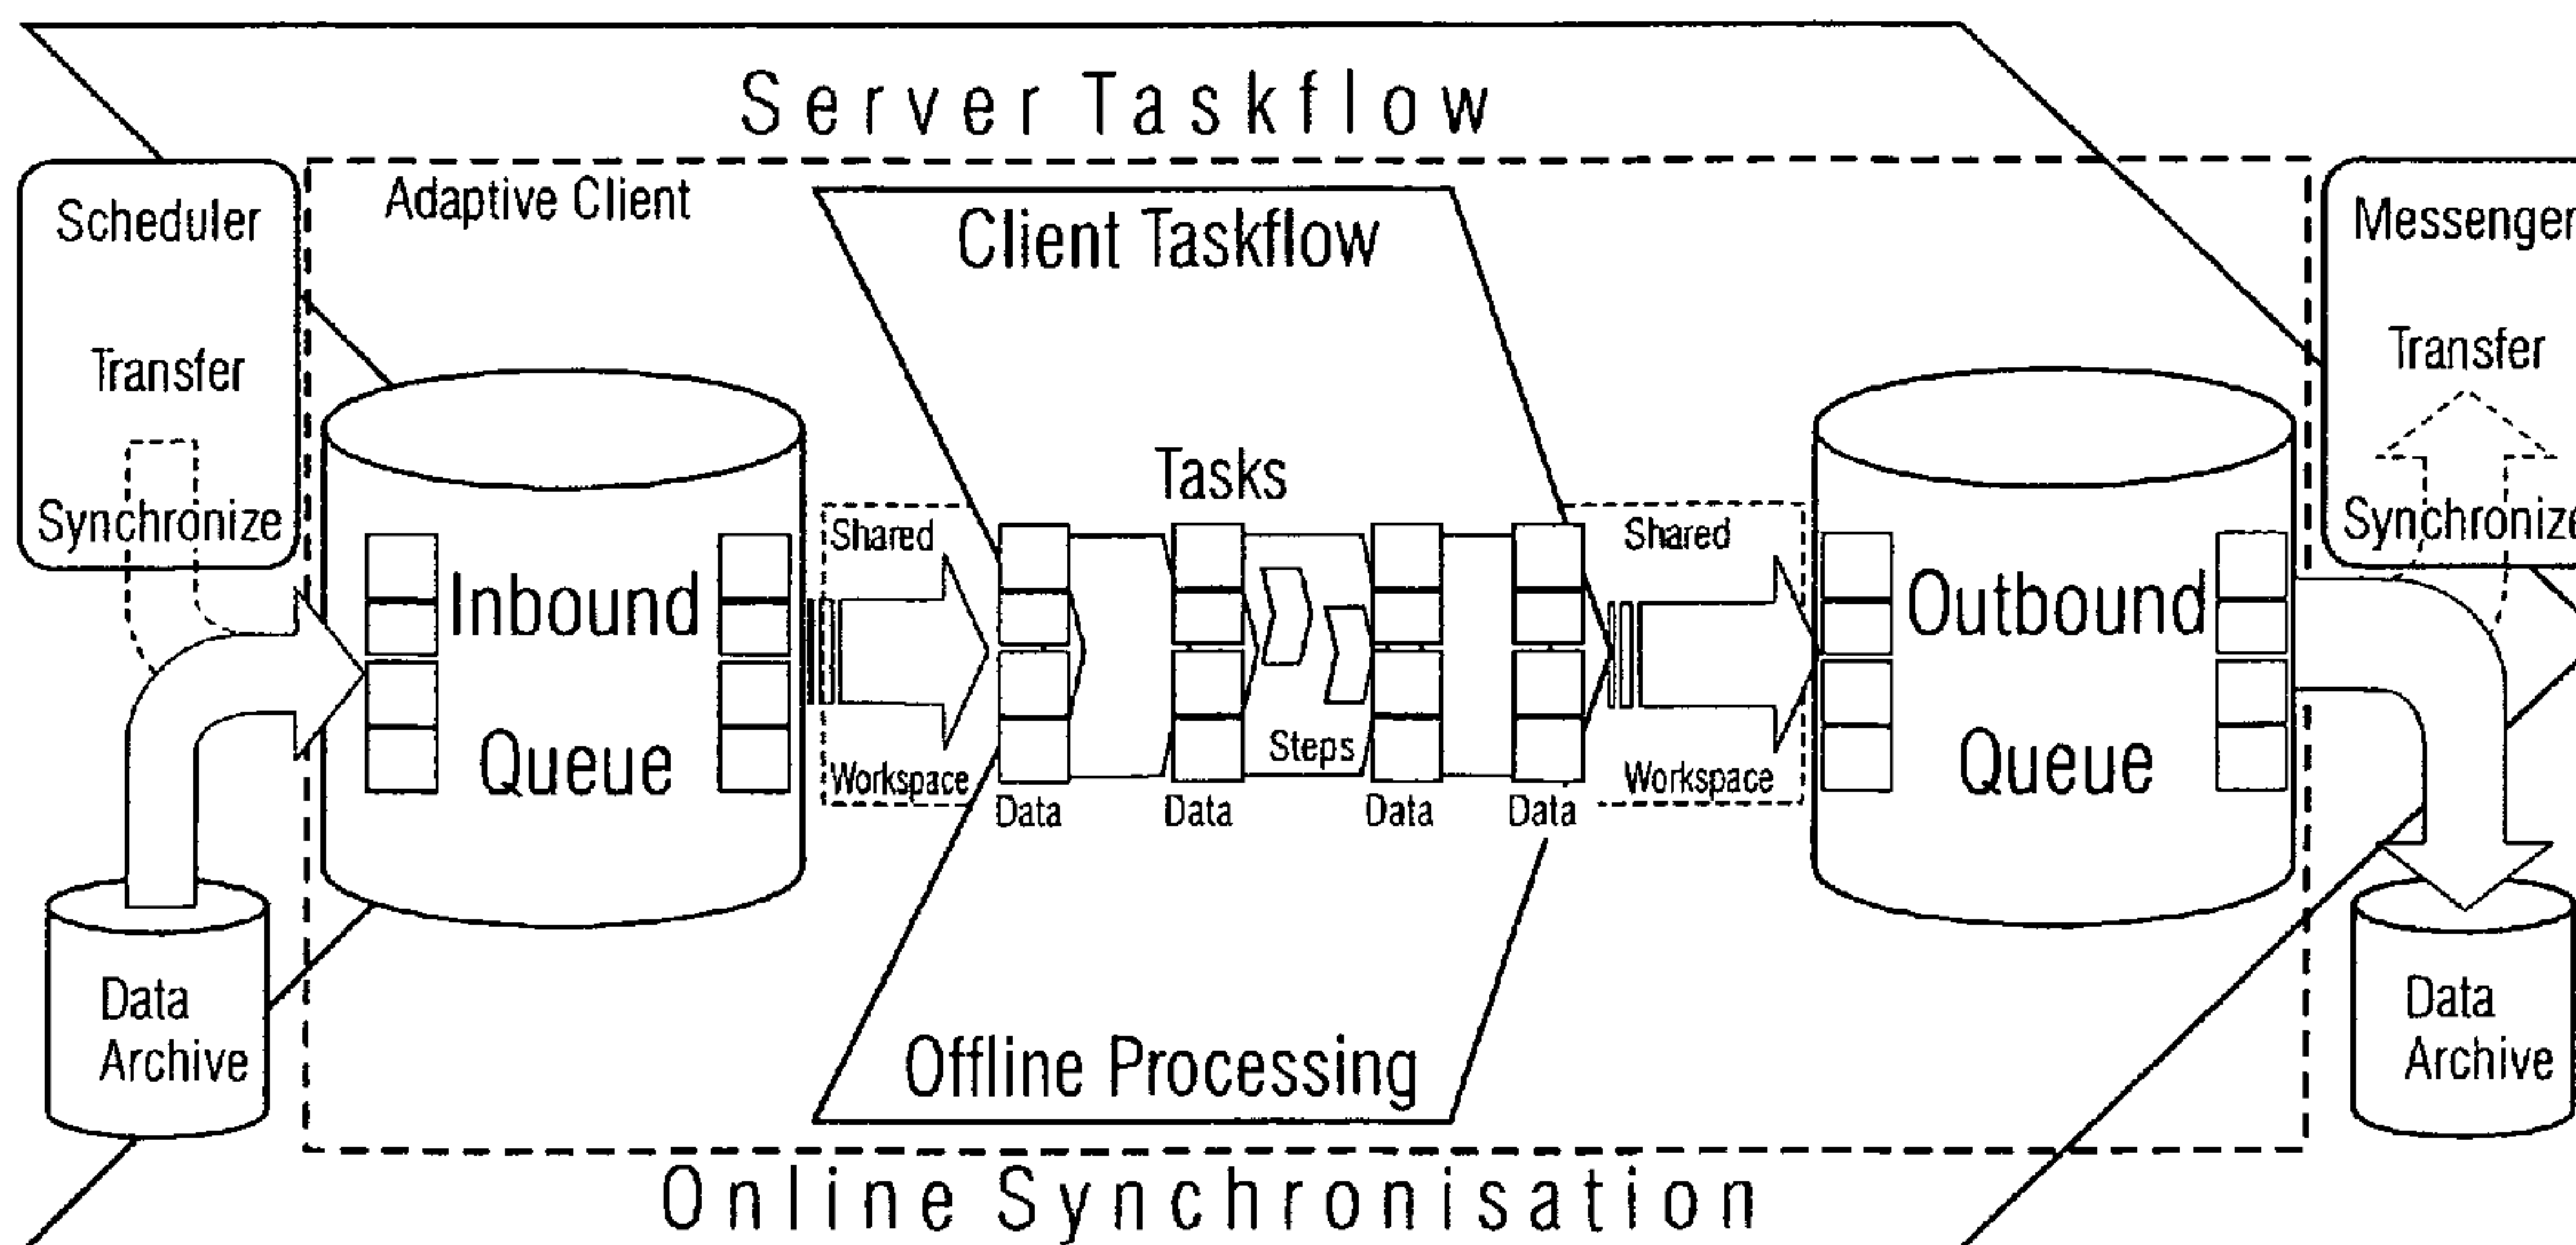 Server Taskflow
Scheduler
Transfer
Synchronize
Adaptive Client
Client Taskflow
Messenger
Transfer
Synchronize
Tasks
Inbound
Queue
Shared
Workspace
Steps
Data
Data
Data
Data
Shared
Workspace
Outbound
Queue
Data
Archive
Offline Processing
Data
Archive
Online Synchronisation